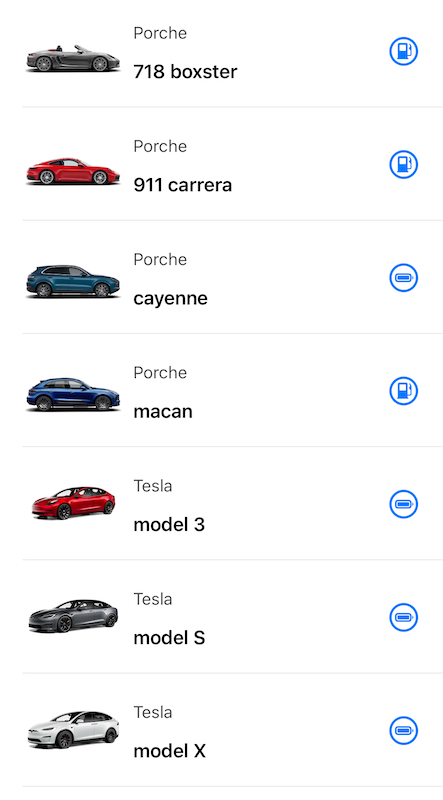 Porche
718 boxster
Porche
911 carrera
Porche
cayenne
Porche
macan
Tesla
model 3
Tesla
model S
Tesla
model X